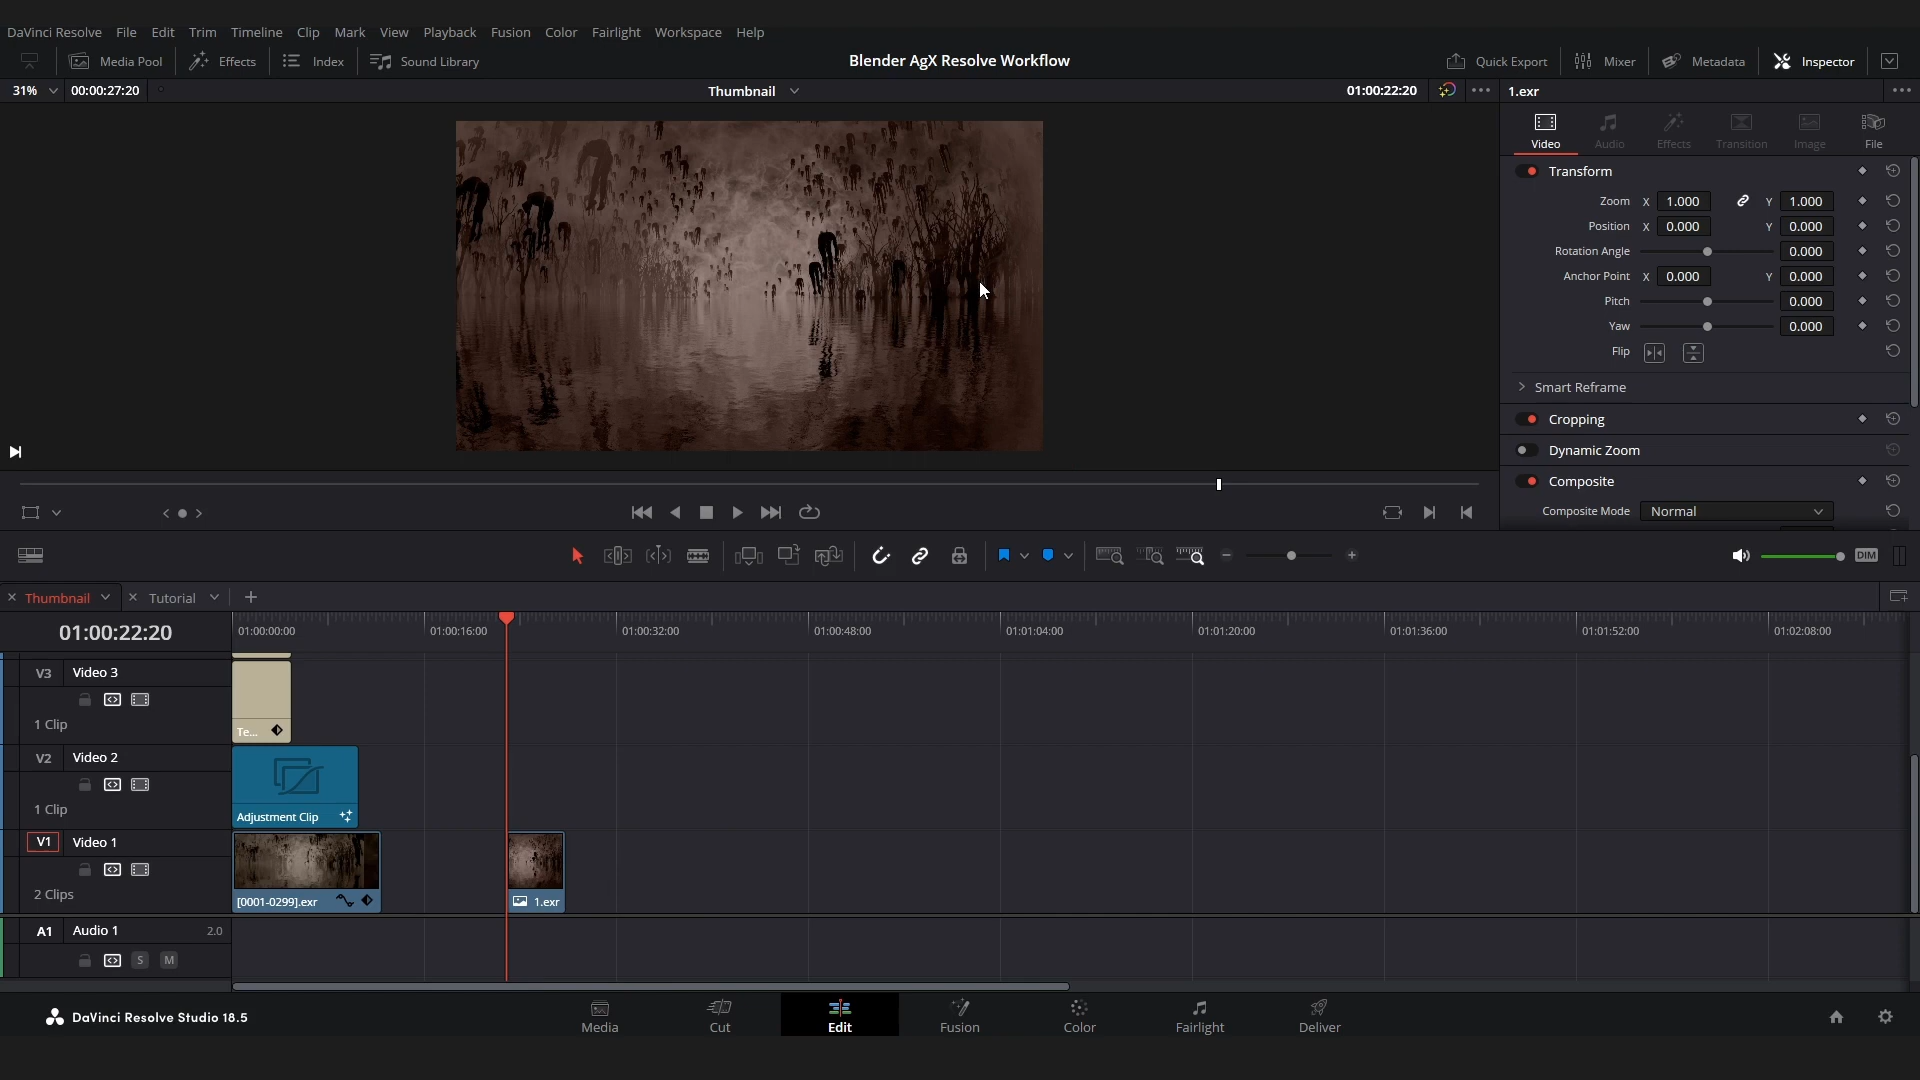 DaVinci Resolve File Edit Trim Timeline Clip Mark View Playback Fusion Color Fairlight Workspace Help
Media Pool Effects Index Sound Library Blender AgX Resolve Workflow Quick Export Mixer Metadata Inspector
31% 00:00:27:20 Thumbnail 01:00:22:20 1.exr
Video Audio Effects Transition Image File
Transform
Zoom X 1.000 Y 1.000
Position X 0.000 Y 0.000
Rotation Angle 0.000
Anchor Point X 0.000 Y 0.000
Pitch 0.000
Yaw 0.000
Flip
Smart Reframe
Cropping
Dynamic Zoom
Composite
Composite Mode Normal
DIM
Thumbnail Tutorial
01:00:22:20 01:00:00:00 01:00:16:00 01:00:32:00 01:00:48:00 01:01:04:00 01:01:20:00 01:01:36:00 01:01:52:00 01:02:08:00
V3 Video 3
1 Clip
Te...
V2 Video 2
1 Clip
Adjustment Clip
V1 Video 1
2 Clips
[0001-0299].exr 1.exr
A1 Audio 1 2.0
S M
DaVinci Resolve Studio 18.5
Media Cut Edit Fusion Color Fairlight Deliver